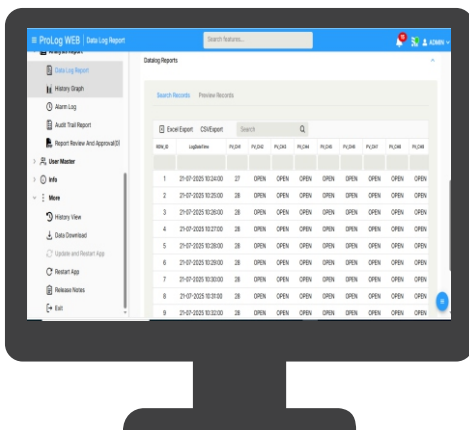 ProLog WEB | Data Log Report
Search features...
ADMIN
Analysis Report
Data Log Report
History Graph
Alarm Log
Audit Trail Report
Report Review And Approval(0)
User Master
Info
More
History View
Data Download
Update and Restart App
Restart App
Release Notes
Exit
Datalog Reports
Search Records Preview Records
Excel Export CSV Export Search
ROW_ID LogDateTime PV_CH1 PV_CH2 PV_CH3 PV_CH4 PV_CH5 PV_CH6 PV_CH7 PV_CH8 PV_CH9
1 21-07-2025 10:24:00 27 OPEN OPEN OPEN OPEN OPEN OPEN OPEN OPEN
2 21-07-2025 10:25:00 28 OPEN OPEN OPEN OPEN OPEN OPEN OPEN OPEN
3 21-07-2025 10:26:00 28 OPEN OPEN OPEN OPEN OPEN OPEN OPEN OPEN
4 21-07-2025 10:27:00 28 OPEN OPEN OPEN OPEN OPEN OPEN OPEN OPEN
5 21-07-2025 10:28:00 28 OPEN OPEN OPEN OPEN OPEN OPEN OPEN OPEN
6 21-07-2025 10:29:00 28 OPEN OPEN OPEN OPEN OPEN OPEN OPEN OPEN
7 21-07-2025 10:30:00 28 OPEN OPEN OPEN OPEN OPEN OPEN OPEN OPEN
8 21-07-2025 10:31:00 28 OPEN OPEN OPEN OPEN OPEN OPEN OPEN OPEN
9 21-07-2025 10:32:00 28 OPEN OPEN OPEN OPEN OPEN OPEN OPEN OPEN